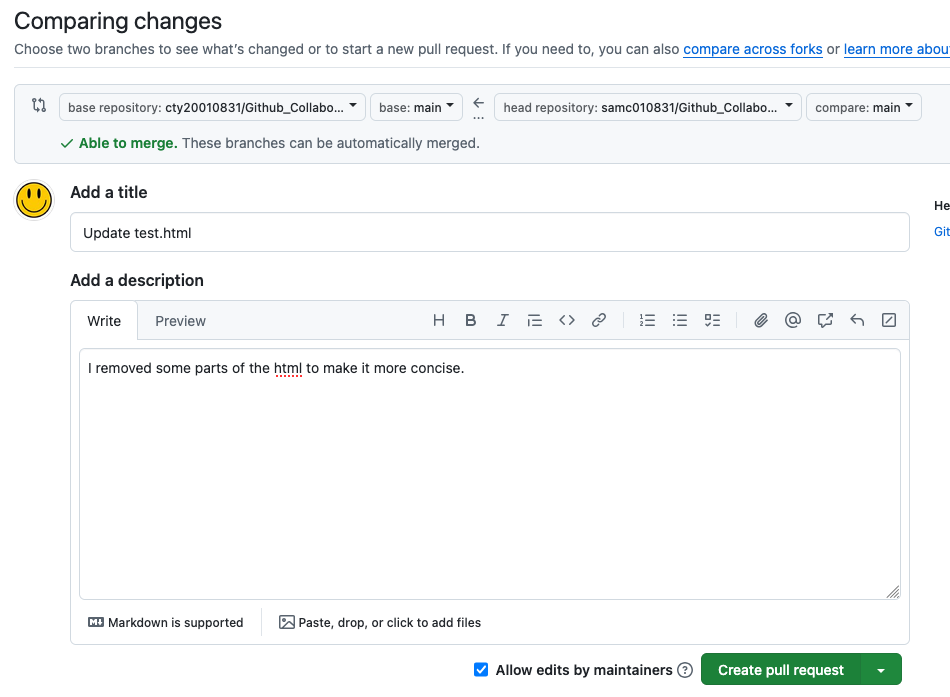 Comparing changes
Choose two branches to see what's changed or to start a new pull request. If you need to, you can also compare across forks or learn more
base repository: cty20010831/Github_Collabo... base: main ... head repository: samc010831/Github_Collabo... compare: main
Able to merge. These branches can be automatically merged.
Add a title
Update test.html
Add a description
Write Preview
I removed some parts of the html to make it more concise.
Markdown is supported
Paste, drop, or click to add files
Allow edits by maintainers
Create pull request